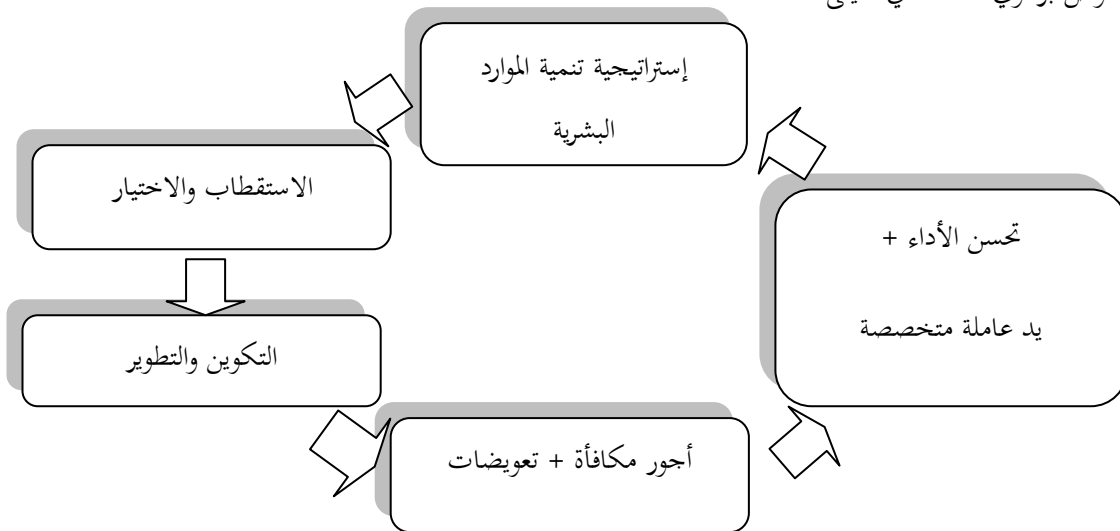 إستراتيجية تنمية الموارد
البشرية
الاستقطاب والاختيار
تحسن الأداء +
يد عاملة متخصصة
التكوين والتطوير
أجور مكافأة + تعويضات